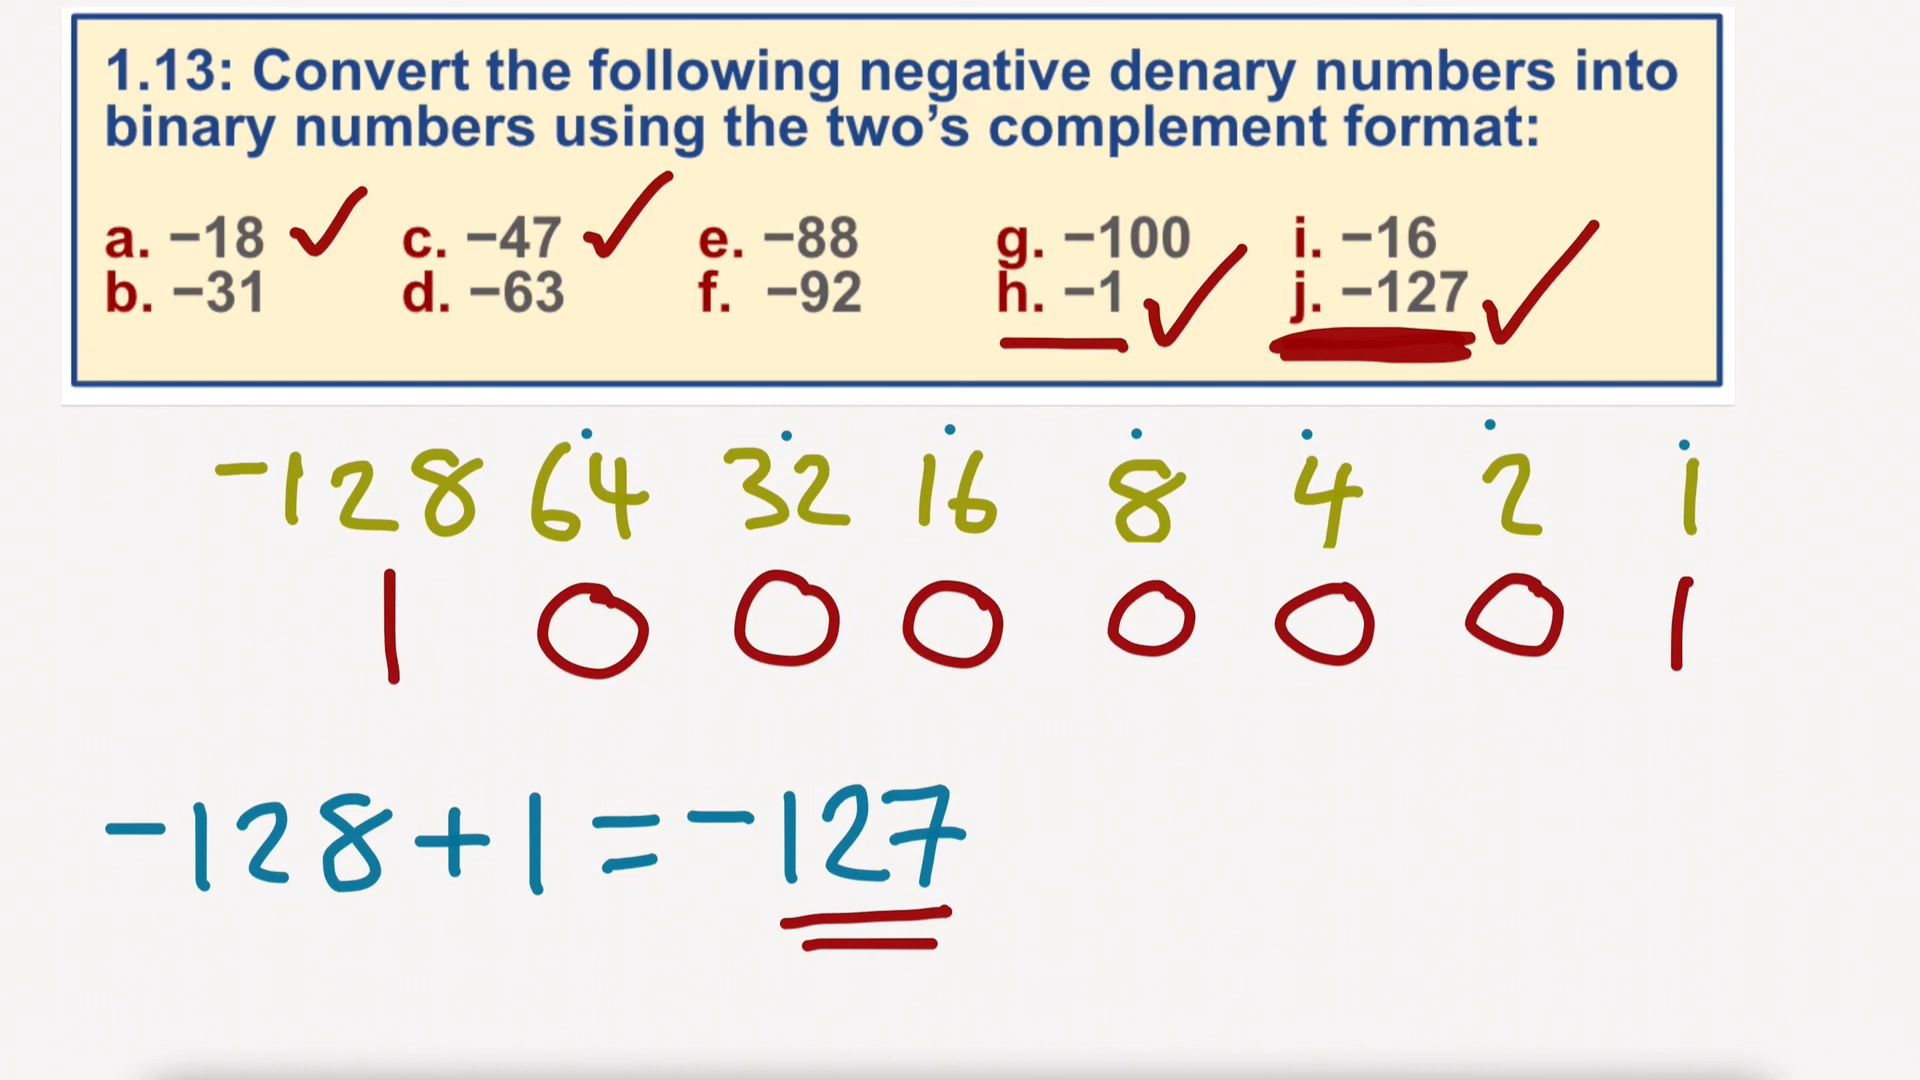 1.13: Convert the following negative denary numbers into
binary numbers using the two’s complement format:
a. −18 c. −47 e. −88 g. −100 i. −16
b. −31 d. −63 f. −92 h. −1 j. −127
-128 64 32 16 8 4 2 1
1 0 0 0 0 0 0 1
-128+1=-127